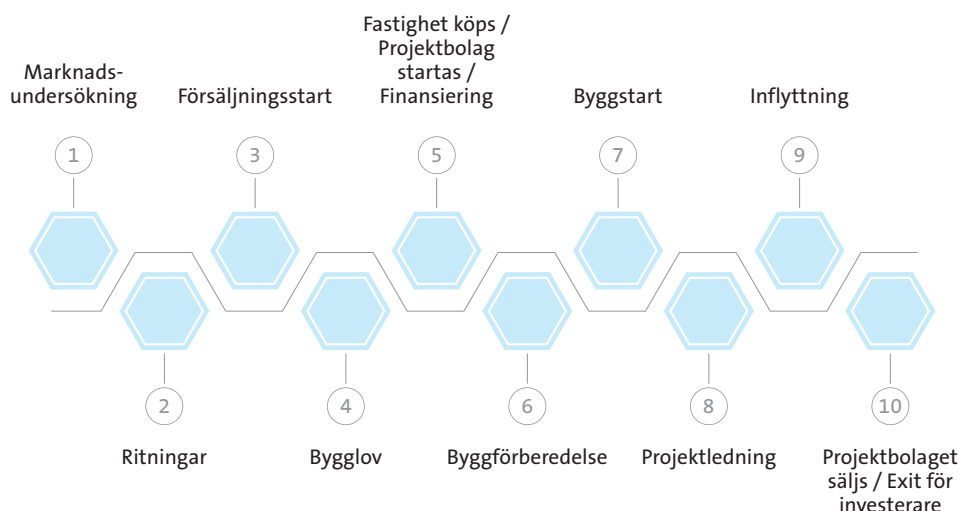 Marknads-
undersökning
1
Ritningar
2
Försäljningsstart
3
Bygglov
4
Fastighet köps /
Projektbolag
startas /
Finansiering
5
Byggförberedelse
6
Byggstart
7
Projektledning
8
Inflyttning
9
Projektbolaget
säljs / Exit för
investerare
10